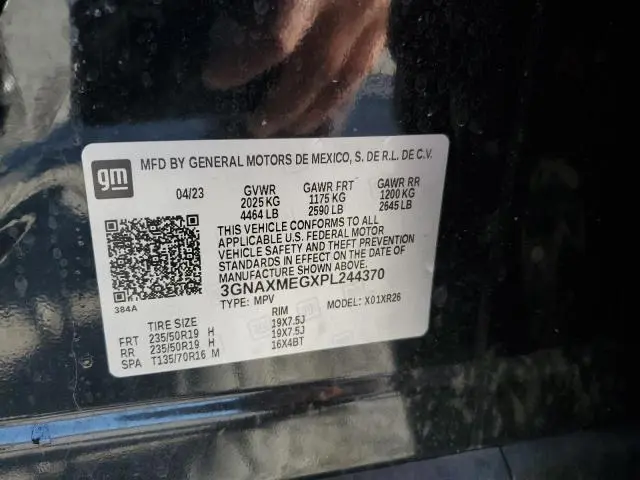 gm
MFD BY GENERAL MOTORS DE MEXICO, S. DE R.L. DE C.V.
04/23 GVWR GAWR FRT GAWR RR
2025 KG 1175 KG 1200 KG
4464 LB 2590 LB 2645 LB
THIS VEHICLE CONFORMS TO ALL
APPLICABLE U.S. FEDERAL MOTOR
VEHICLE SAFETY AND THEFT PREVENTION
STANDARDS IN EFFECT ON THE DATE OF
MANUFACTURE SHOWN ABOVE.
3GNAXMEGXPL244370
384A
TYPE: MPV MODEL: X01XR26
TIRE SIZE RIM
FRT 235/50R19 H 19X7.5J
RR 235/50R19 H 19X7.5J
SPA T135/70R16 M 16X4BT